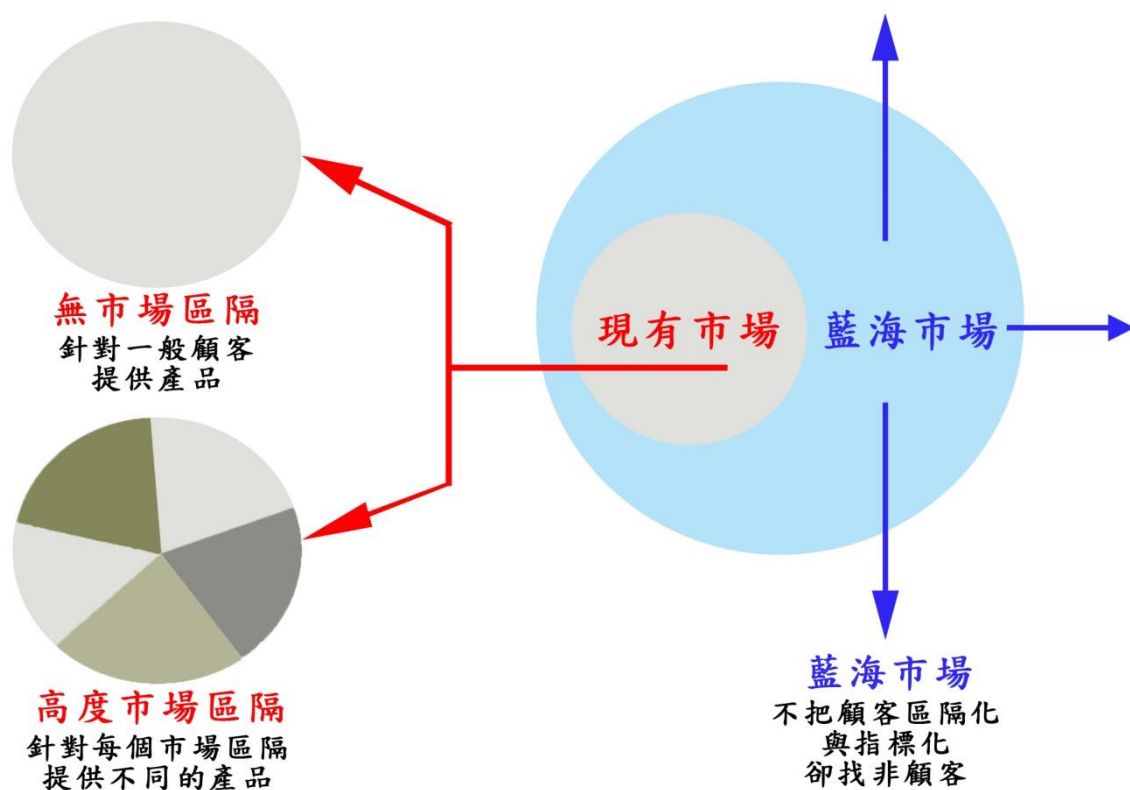 無市場區隔
針對一般顧客
提供產品
高度市場區隔
針對每個市場區隔
提供不同的產品
現有市場
藍海市場
藍海市場
不把顧客區隔化
與指標化
卻找非顧客